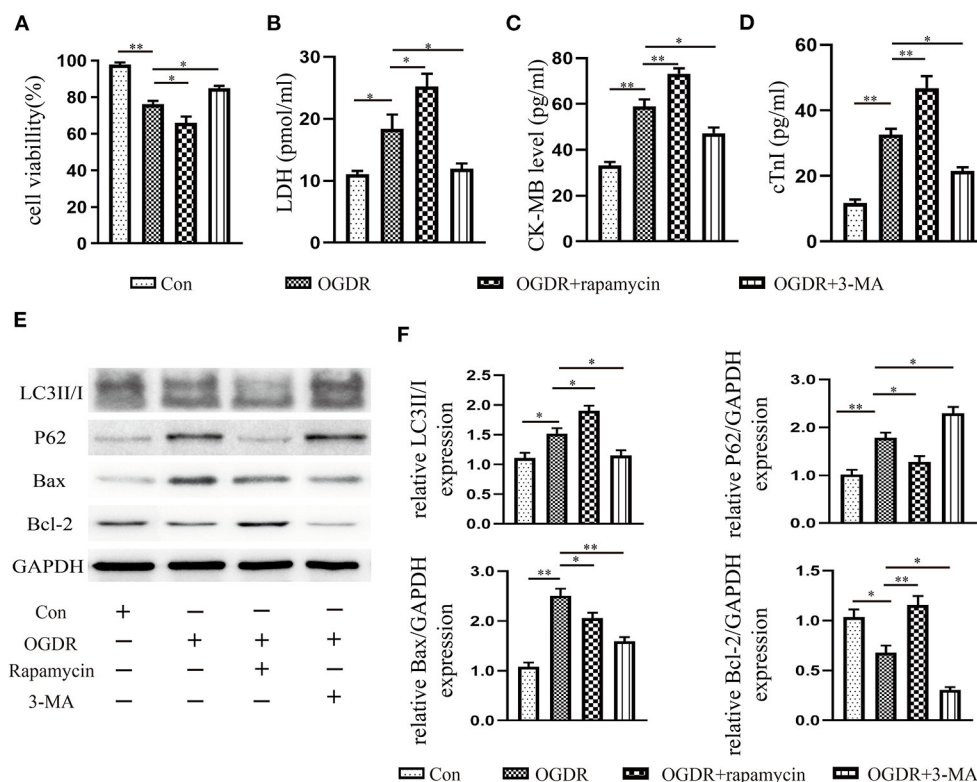 A
cell viabillity(%)
100
80
60
40
20
0
**
*
*
B
LDH (pmol/ml)
30
20
10
0
*
*
*
C
CK-MB level (pg/ml)
80
60
40
20
0
**
**
*
D
cTnI (pg/ml)
60
40
20
0
**
**
*
Con OGDR OGDR+rapamycin OGDR+3-MA
E
LC3II/I
P62
Bax
Bcl-2
GAPDH
Con + − − −
OGDR − + + +
Rapamycin − − + −
3-MA − − − +
F
relative LC3II/I
expression
2.5
2.0
1.5
1.0
0.5
0.0
*
*
*
relative P62/GAPDH
expression
3.0
2.0
1.0
0.0
**
*
*
relative Bax/GAPDH
expression
3.0
2.0
1.0
0.0
**
*
**
relative Bcl-2/GAPDH
expression
1.5
1.0
0.5
0.0
*
**
*
Con OGDR OGDR+rapamycin OGDR+3-MA